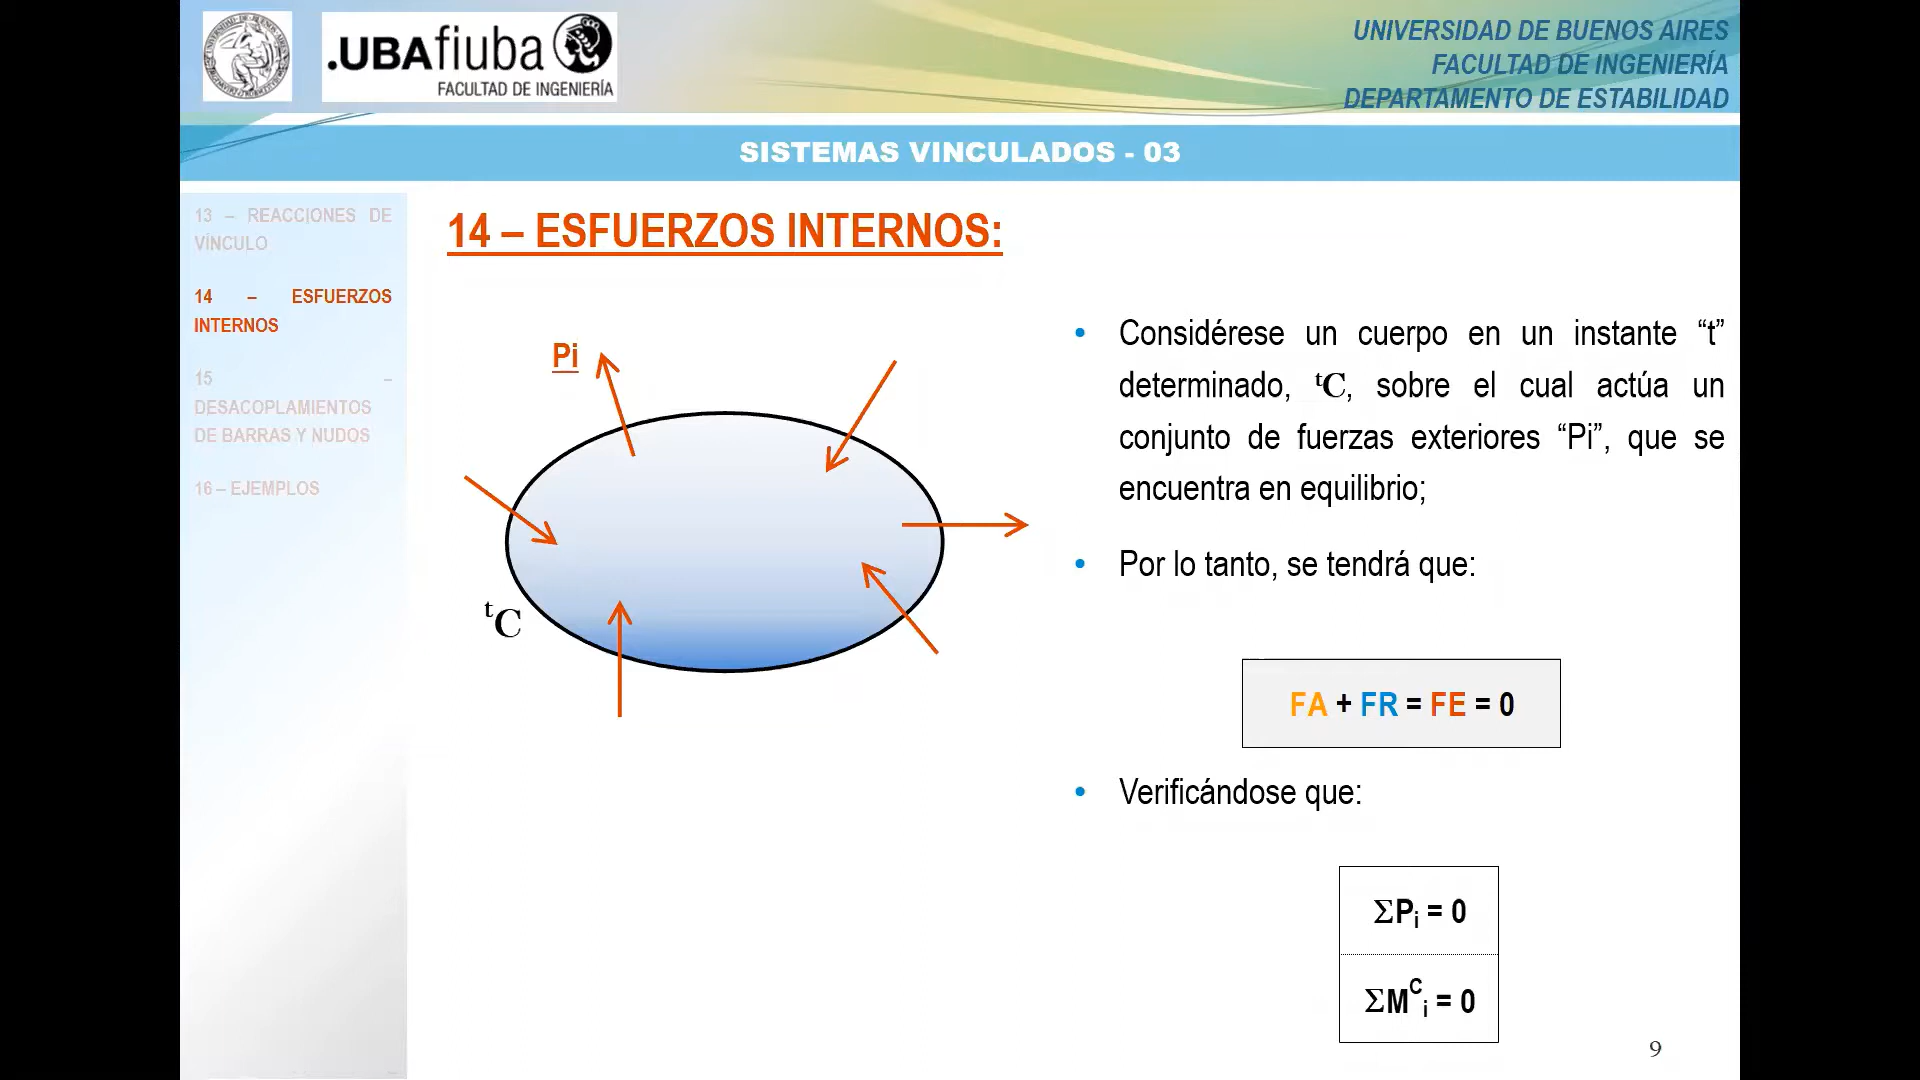 .UBAfiuba
FACULTAD DE INGENIERÍA
UNIVERSIDAD DE BUENOS AIRES
FACULTAD DE INGENIERÍA
DEPARTAMENTO DE ESTABILIDAD
SISTEMAS VINCULADOS - 03
13 – REACCIONES DE
VÍNCULO
14 – ESFUERZOS
INTERNOS
15 –
DESACOPLAMIENTOS
DE BARRAS Y NUDOS
16 – EJEMPLOS
14 – ESFUERZOS INTERNOS:
Pi
ᵗC
• Considérese un cuerpo en un instante “t”
determinado, ᵗC, sobre el cual actúa un
conjunto de fuerzas exteriores “Pi”, que se
encuentra en equilibrio;
• Por lo tanto, se tendrá que:
FA + FR = FE = 0
• Verificándose que:
ΣPᵢ = 0
ΣMᶜᵢ = 0
9